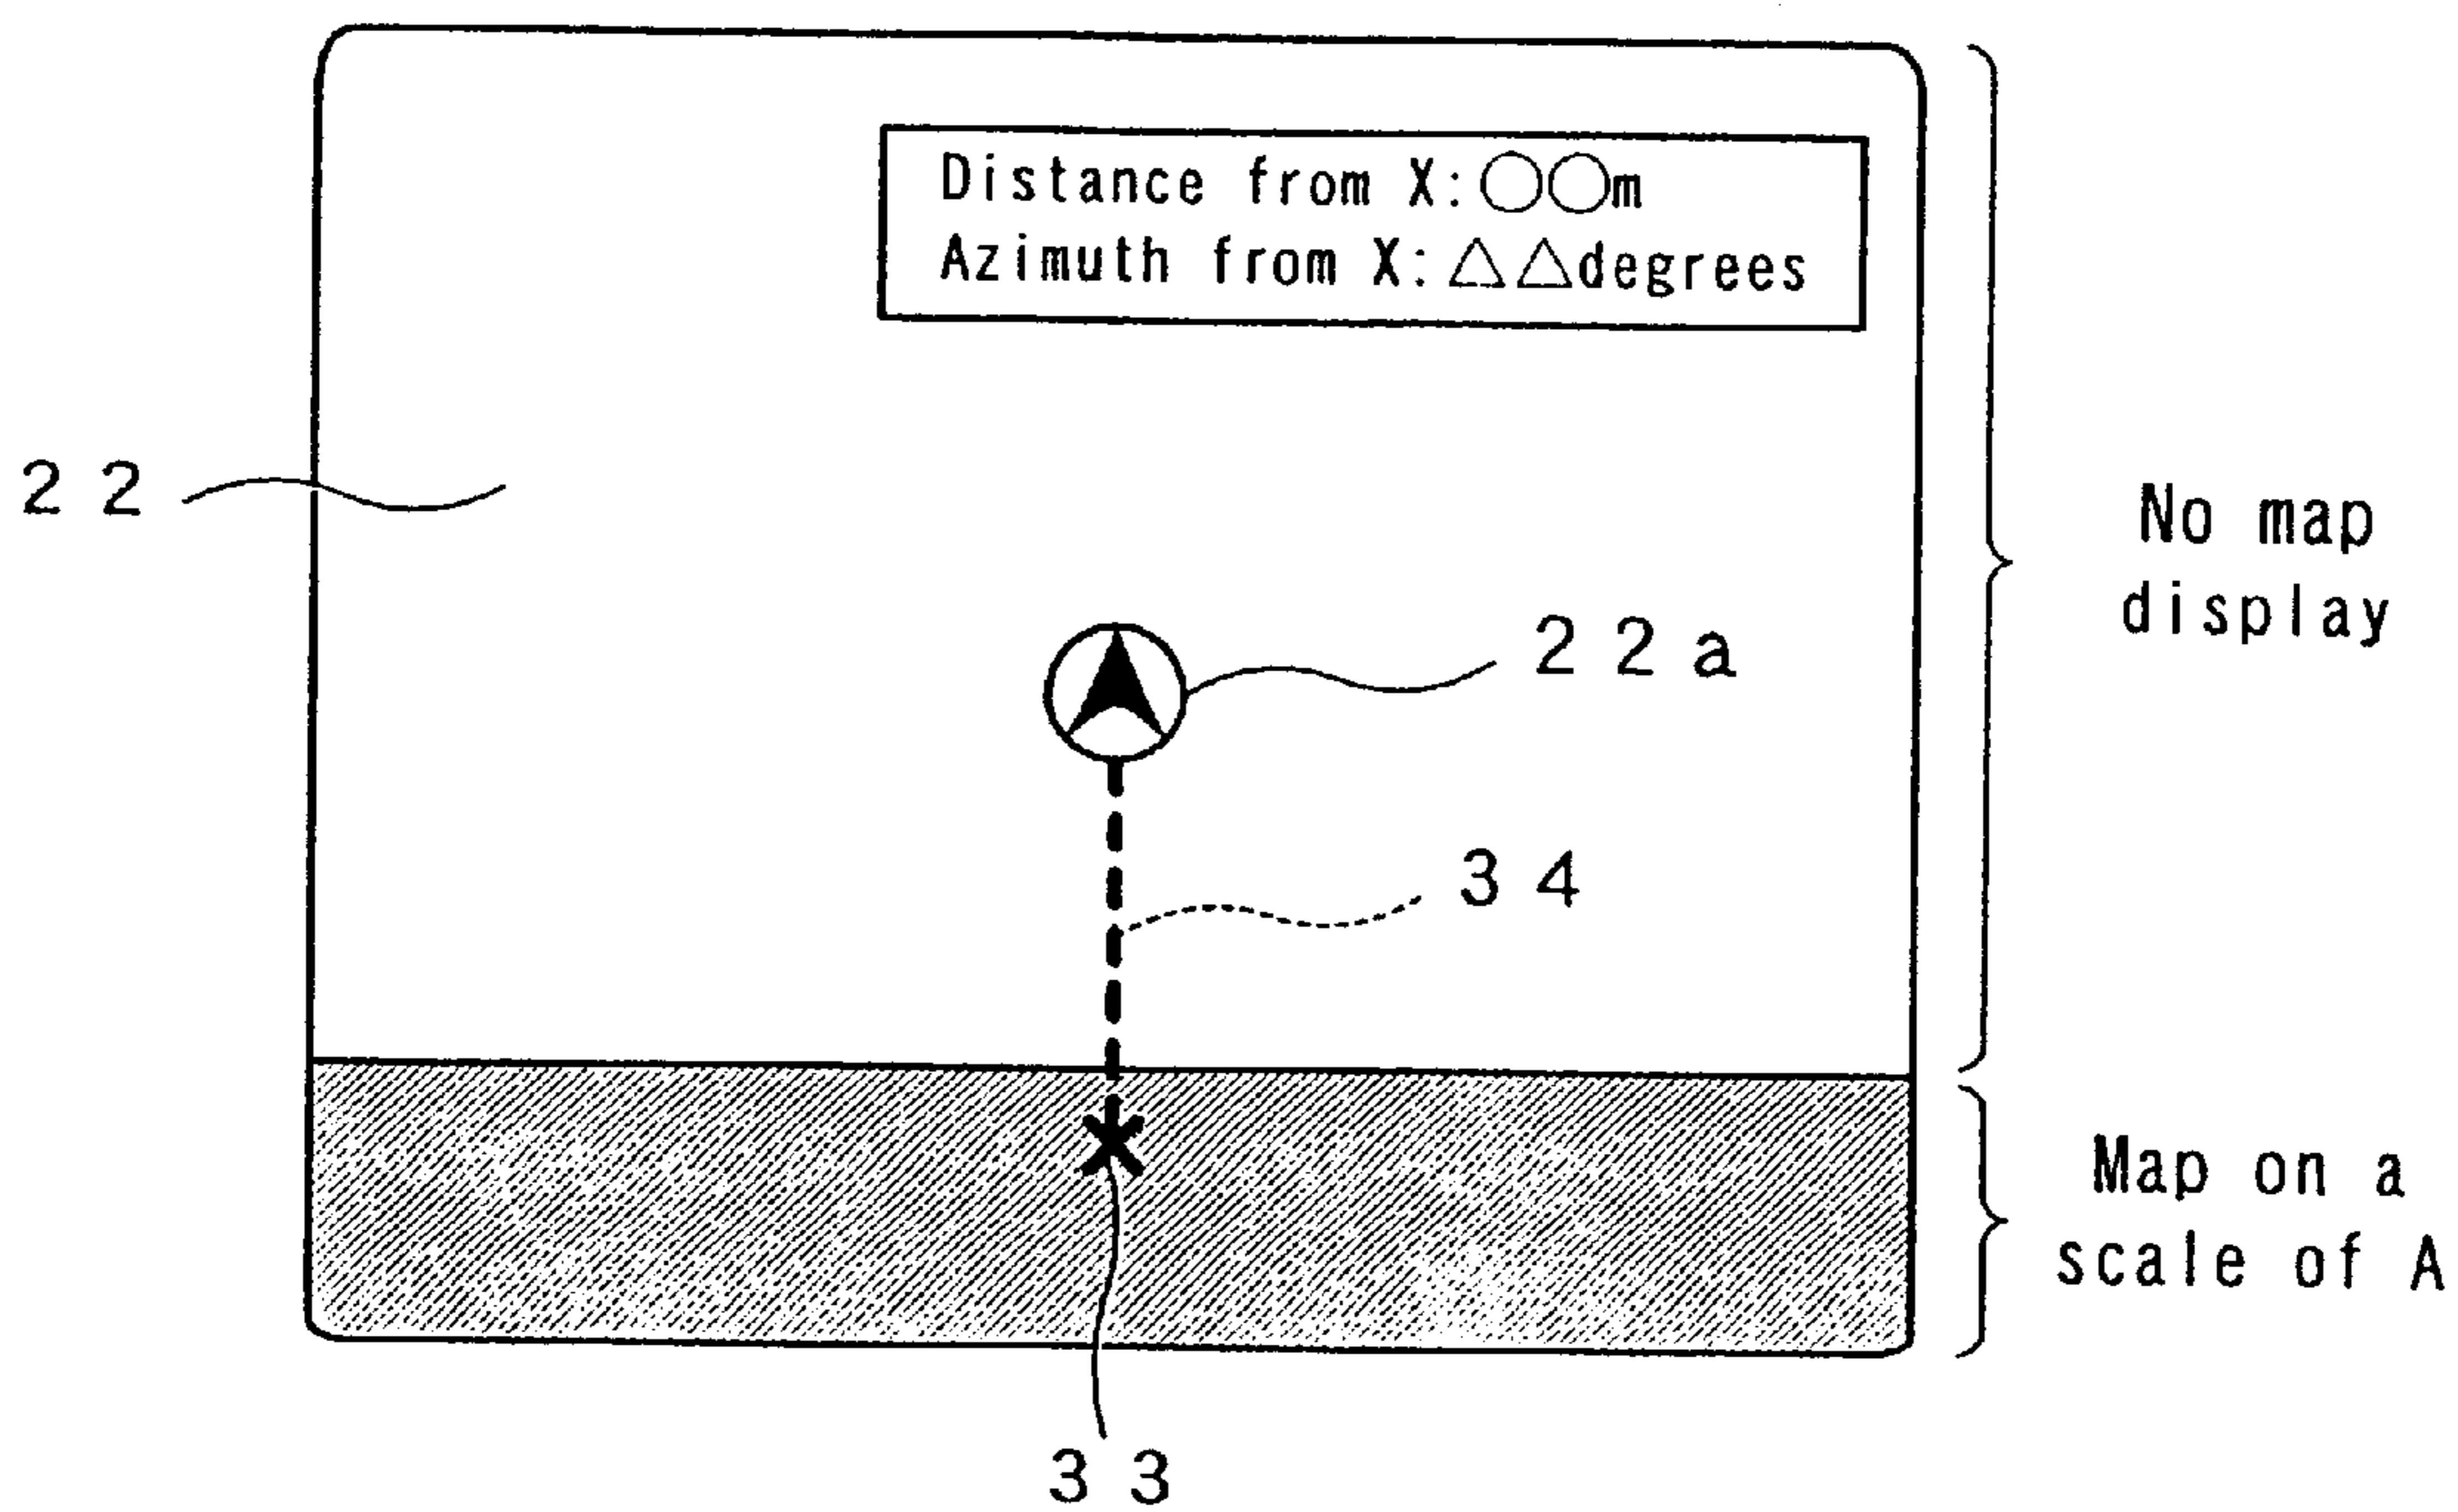 Distance from X:○○m
Azimuth from X:△△degrees
22
No map
display
22a
34
Map on a
scale of A
33